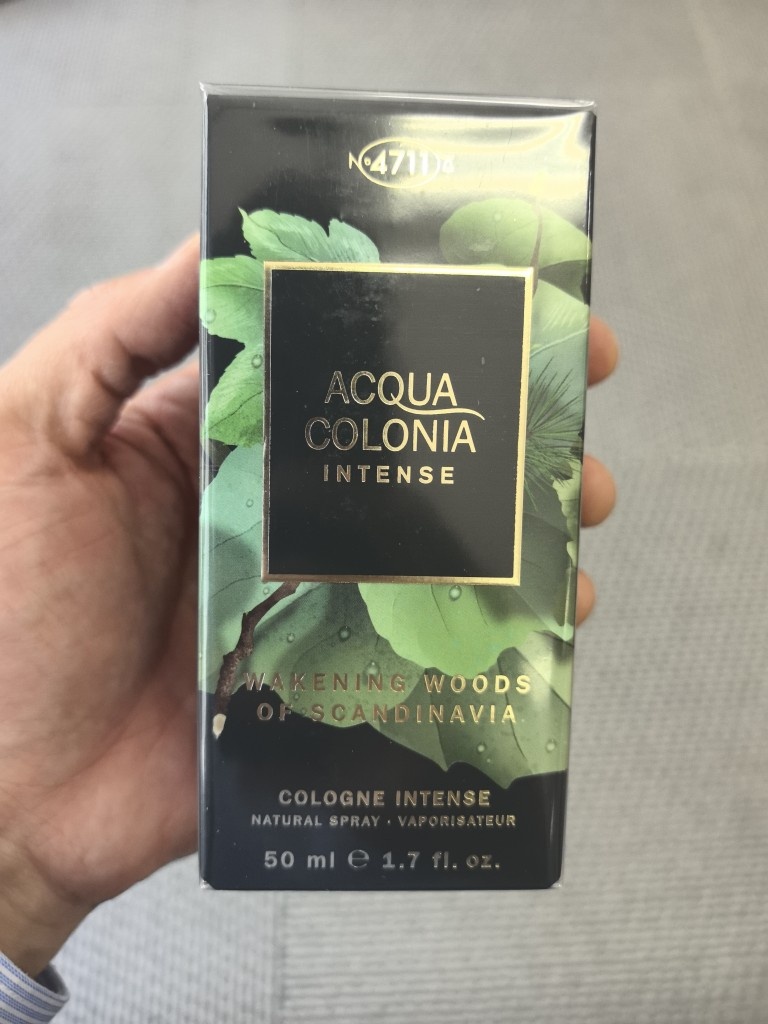 Nº4711
ACQUA
COLONIA
INTENSE
WAKENING WOODS
OF SCANDINAVIA
COLOGNE INTENSE
NATURAL SPRAY · VAPORISATEUR
50 ml ℮ 1.7 fl. oz.